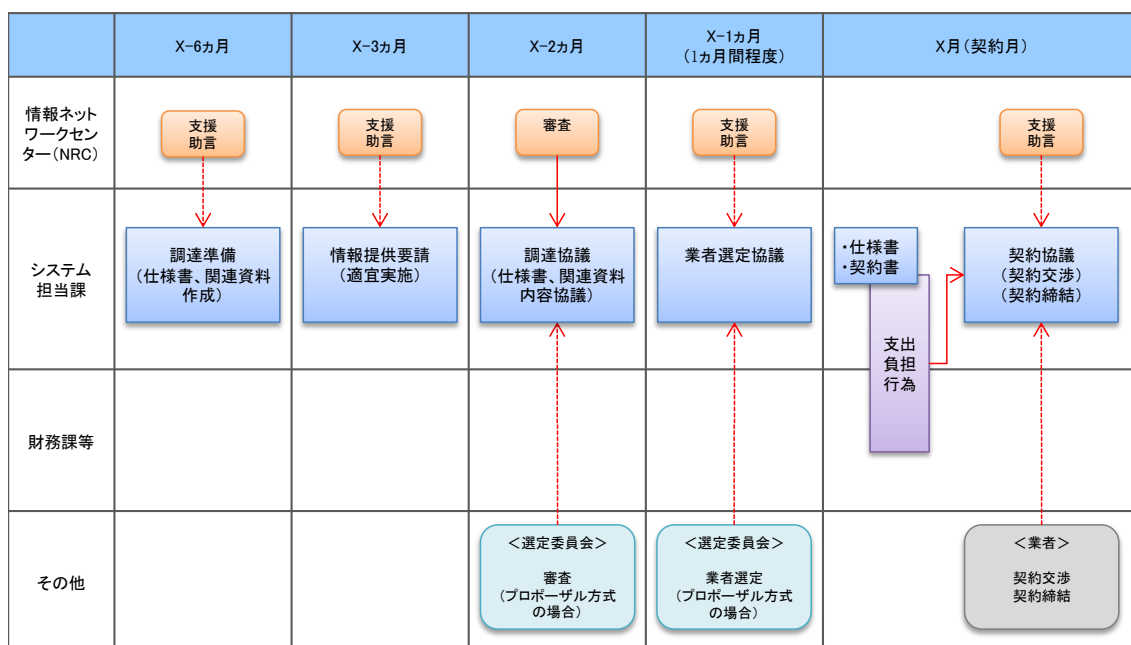 X-6ヵ月
X-3ヵ月
X-2ヵ月
X-1ヵ月
(1ヵ月間程度)
X月(契約月)
情報ネット
ワークセン
ター(NRC)
支援
助言
支援
助言
審査
支援
助言
支援
助言
システム
担当課
調達準備
(仕様書、関連資料
作成)
情報提供要請
(適宜実施)
調達協議
(仕様書、関連資料
内容協議)
業者選定協議
・仕様書
・契約書
契約協議
(契約交渉)
(契約締結)
支出
負担
行為
財務課等
その他
<選定委員会>
審査
(プロポーザル方式
の場合)
<選定委員会>
業者選定
(プロポーザル方式
の場合)
<業者>
契約交渉
契約締結